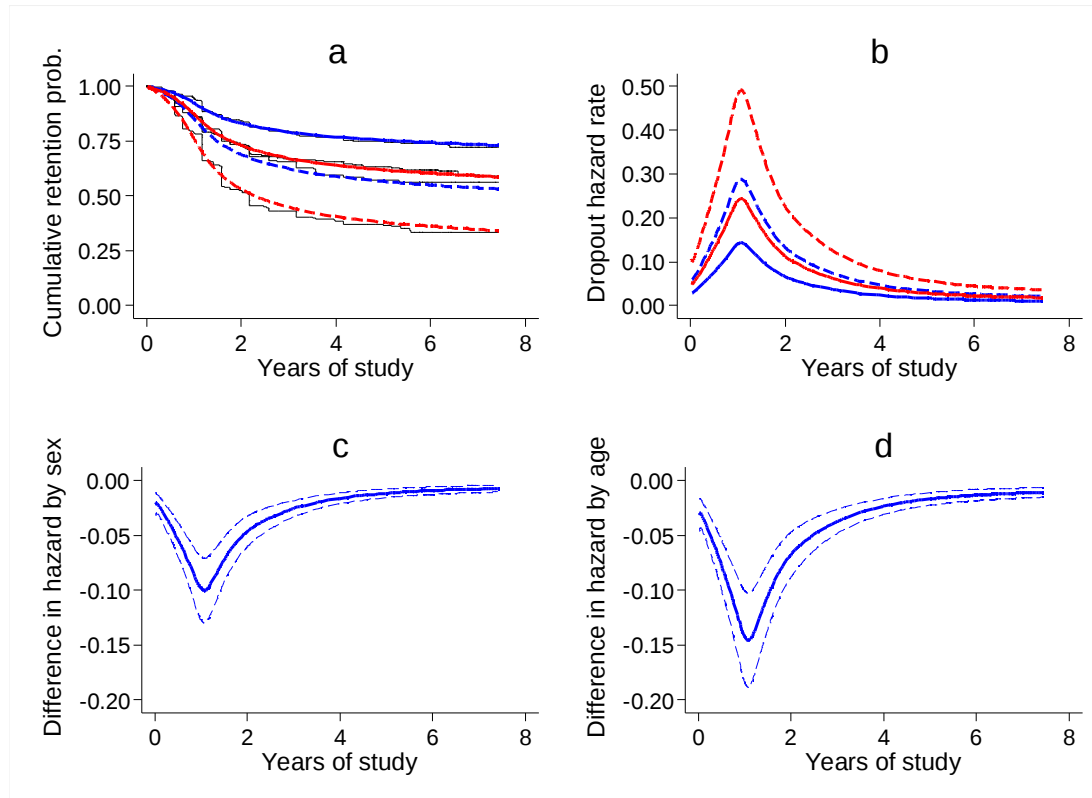 a
Cumulative retention prob.
1.00
0.75
0.50
0.25
0.00
0 2 4 6 8
Years of study
b
Dropout hazard rate
0.50
0.40
0.30
0.20
0.10
0.00
0 2 4 6 8
Years of study
c
Difference in hazard by sex
0.00
-0.05
-0.10
-0.15
-0.20
0 2 4 6 8
Years of study
d
Difference in hazard by age
0.00
-0.05
-0.10
-0.15
-0.20
0 2 4 6 8
Years of study